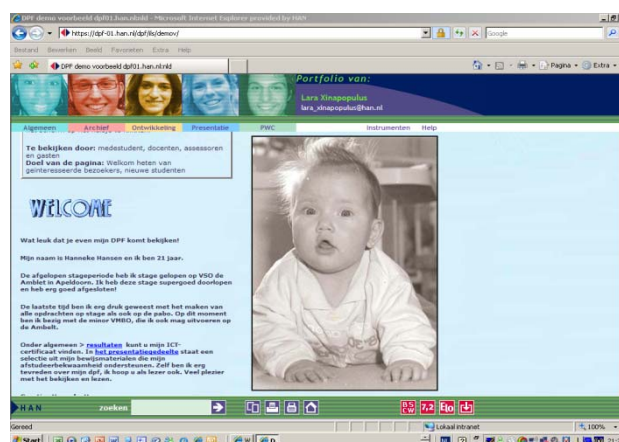 DPF demo voorbeeld dpf01.han.nl:nld - Microsoft Internet Explorer provided by HAN
https://dpf-01.han.nl/dpf/ils/demov/
Google
Bestand Bewerken Beeld Favorieten Extra Help
DPF demo voorbeeld dpf01.han.nl:nld
Pagina Extra
Portfolio van:
Lara Xinapopulus
lara_xinapopulus@han.nl
Algemeen Archief Ontwikkeling Presentatie PWC Instrumenten Help
Te bekijken door: medestudent, docenten, assessoren
en gasten
Doel van de pagina: Welkom heten van
geinteresseerde bezoekers, nieuwe studenten
WELCOME
Wat leuk dat je even mijn DPF komt bekijken!
Mijn naam is Hanneke Hansen en ik ben 21 jaar.
De afgelopen stageperiode heb ik stage gelopen op VSO de
Amblet in Apeldoorn. Ik heb deze stage supergoed doorlopen
en heb erg goed afgesloten!
De laatste tijd ben ik erg druk geweest met het maken van
alle opdrachten op stage als ook op de pabo. Op dit moment
ben ik bezig met de minor VMBO, die ik ook mag uitvoeren op
de Ambelt.
Onder algemeen > resultaten kunt u mijn ICT-
certificaat vinden. In het presentatiegedeelte staat een
selectie uit mijn bewijsmaterialen die mijn
afstudeerbekwaamheid ondersteunen. Zelf ben ik erg
tevreden over mijn dpf, ik hoop u als lezer ook. Veel plezier
met het bekijken en lezen.
HAN zoeken BS CW 7,2 Eto
Gereed Lokaal intranet 100%
Start